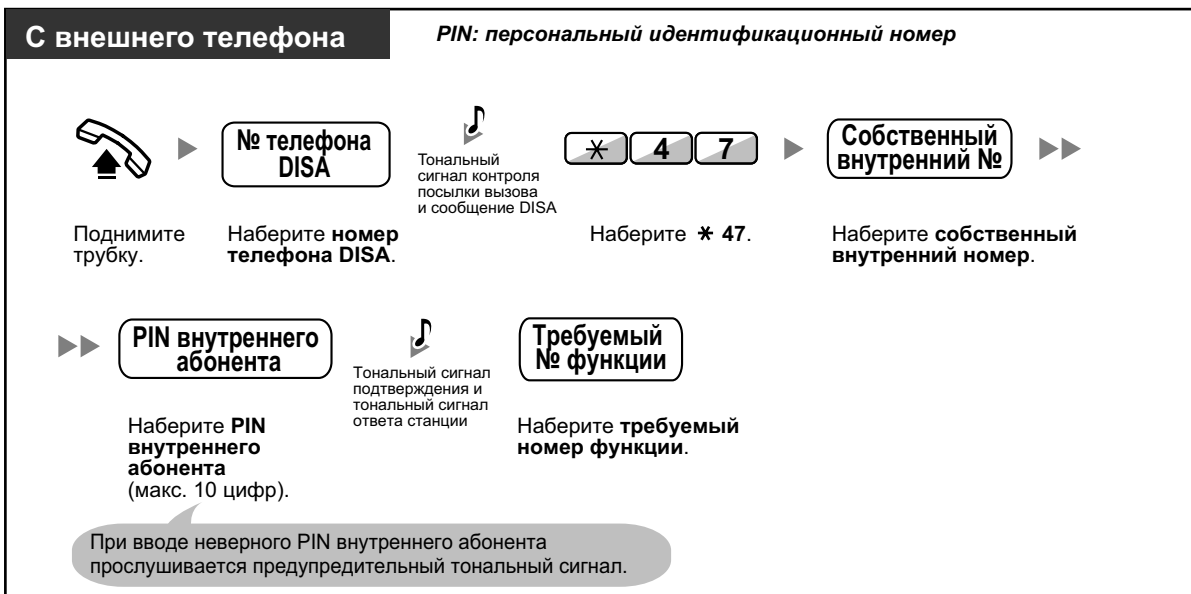 С внешнего телефона
PIN: персональный идентификационный номер
№ телефона
DISA
Тональный
сигнал контроля
посылки вызова
и сообщение DISA
* 4 7
Собственный
внутренний №
Поднимите
трубку.
Наберите номер
телефона DISA.
Наберите * 47.
Наберите собственный
внутренний номер.
PIN внутреннего
абонента
Тональный сигнал
подтверждения и
тональный сигнал
ответа станции
Требуемый
№ функции
Наберите PIN
внутреннего
абонента
(макс. 10 цифр).
Наберите требуемый
номер функции.
При вводе неверного PIN внутреннего абонента
прослушивается предупредительный тональный сигнал.